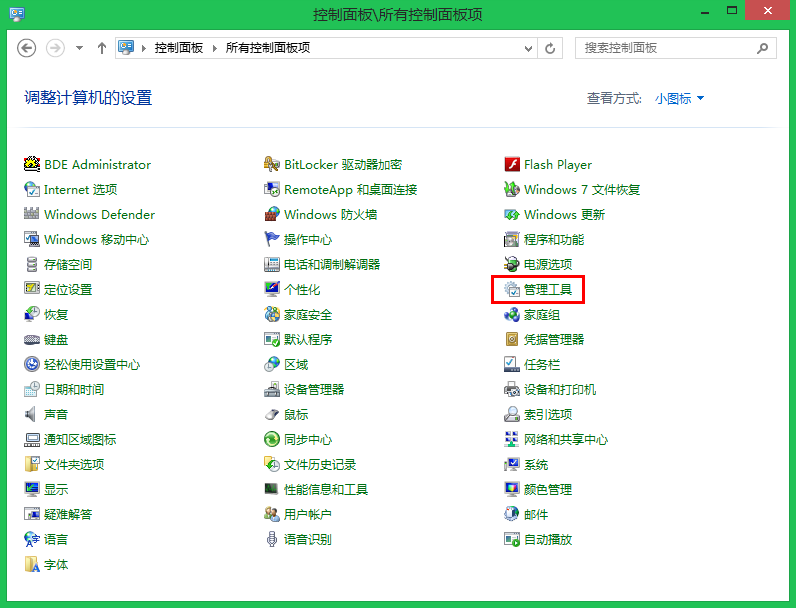 控制面板\所有控制面板项
控制面板 所有控制面板项 搜索控制面板
调整计算机的设置 查看方式: 小图标
BDE Administrator BitLocker 驱动器加密 Flash Player
Internet 选项 RemoteApp 和桌面连接 Windows 7 文件恢复
Windows Defender Windows 防火墙 Windows 更新
Windows 移动中心 操作中心 程序和功能
存储空间 电话和调制解调器 电源选项
定位设置 个性化 管理工具
恢复 家庭安全 家庭组
键盘 默认程序 凭据管理器
轻松使用设置中心 区域 任务栏
日期和时间 设备管理器 设备和打印机
声音 鼠标 索引选项
通知区域图标 同步中心 网络和共享中心
文件夹选项 文件历史记录 系统
显示 性能信息和工具 颜色管理
疑难解答 用户帐户 邮件
语言 语音识别 自动播放
字体